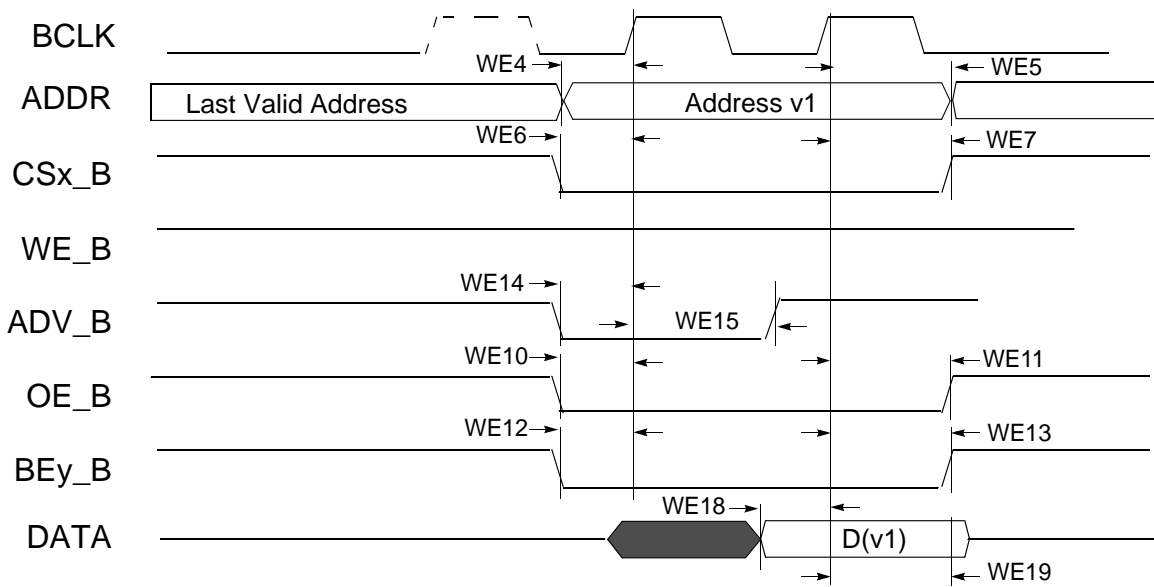 BCLK
WE4
WE5
ADDR
Last Valid Address
Address v1
WE6
WE7
CSx_B
WE_B
WE14
ADV_B
WE15
WE10
WE11
OE_B
WE12
WE13
BEy_B
WE18
DATA
D(v1)
WE19